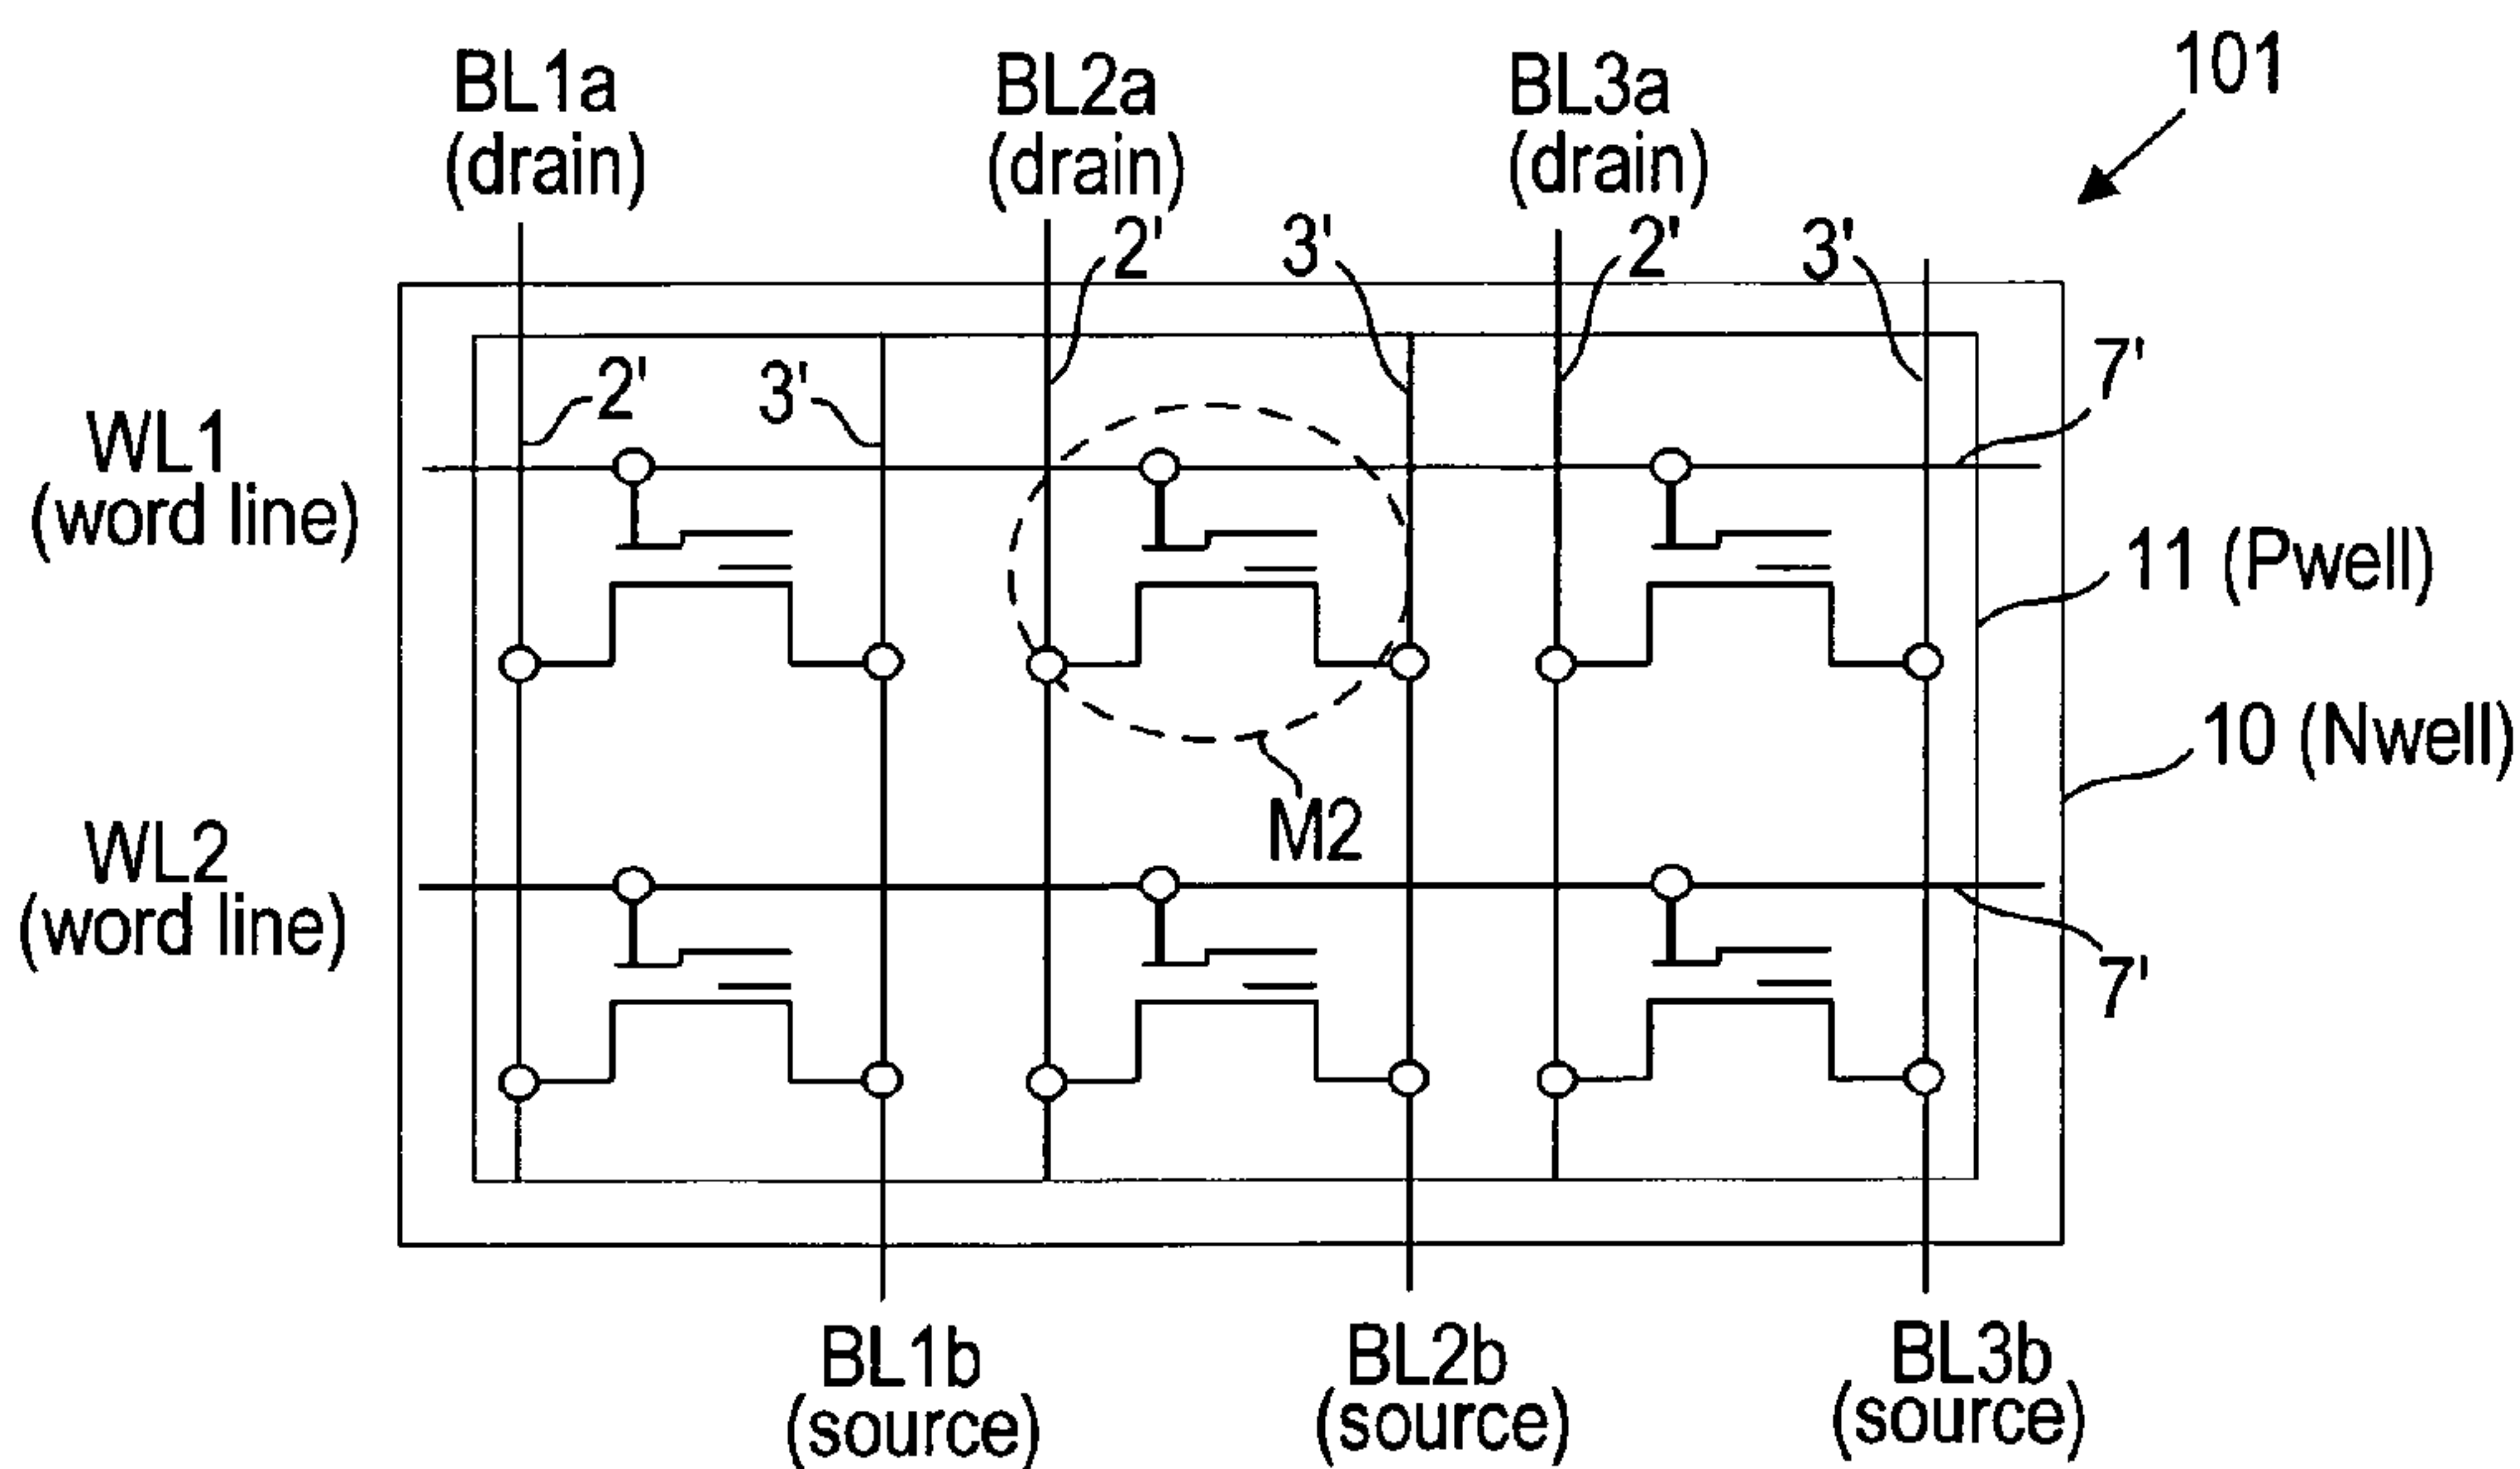 101
BL1a
(drain)
BL2a
(drain)
BL3a
(drain)
2'
3'
2'
3'
2'
3'
7'
WL1
(word line)
11 (Pwell)
10 (Nwell)
M2
WL2
(word line)
7'
BL1b
(source)
BL2b
(source)
BL3b
(source)